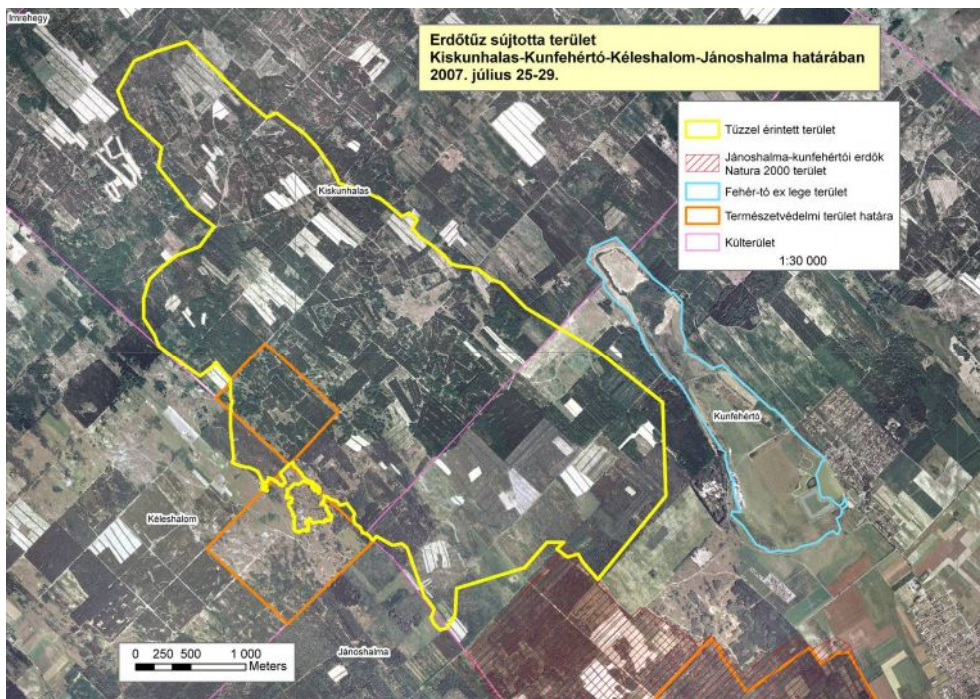 Imrehegy
Erdőtűz sújtotta terület
Kiskunhalas-Kunfehértó-Kéleshalom-Jánoshalma határában
2007. július 25-29.
Tűzzel érintett terület
Jánoshalma-kunfehértói erdők
Natura 2000 terület
Fehér-tó ex lege terület
Természetvédelmi terület határa
Külterület
1:30 000
Kiskunhalas
Kunfehértó
Kéleshalom
Jánoshalma
0 250 500 1 000
Meters